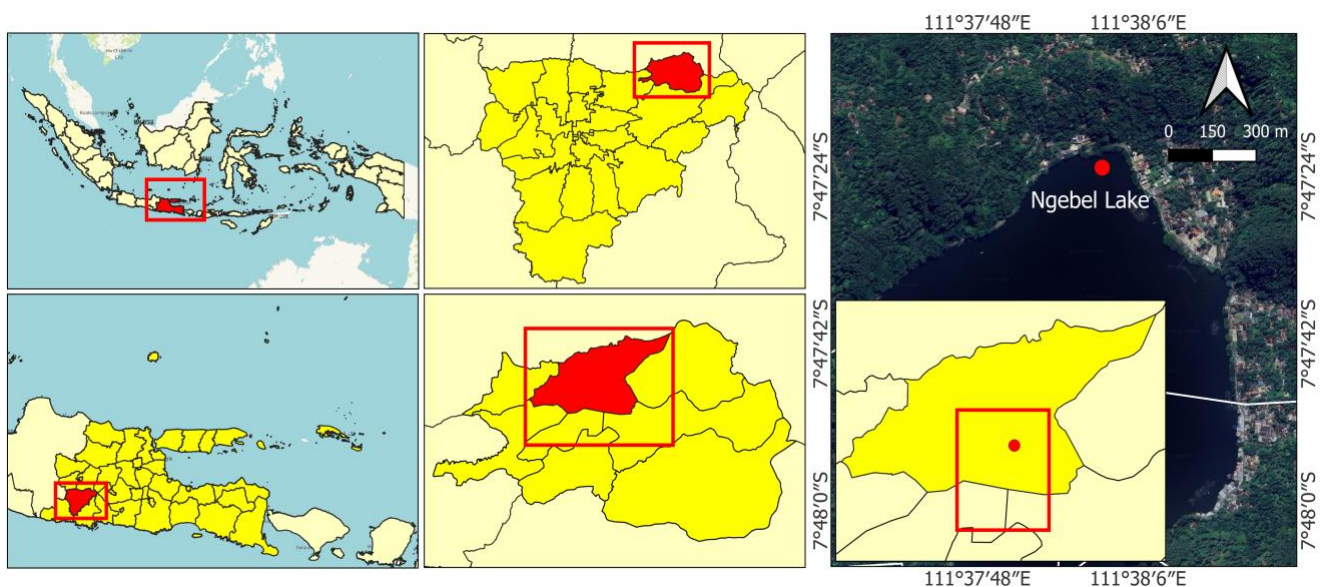 111°37′48″E 111°38′6″E
0 150 300 m
Ngebel Lake
7°47′24″S 7°47′24″S
7°47′42″S 7°47′42″S
7°48′0″S 7°48′0″S
111°37′48″E 111°38′6″E